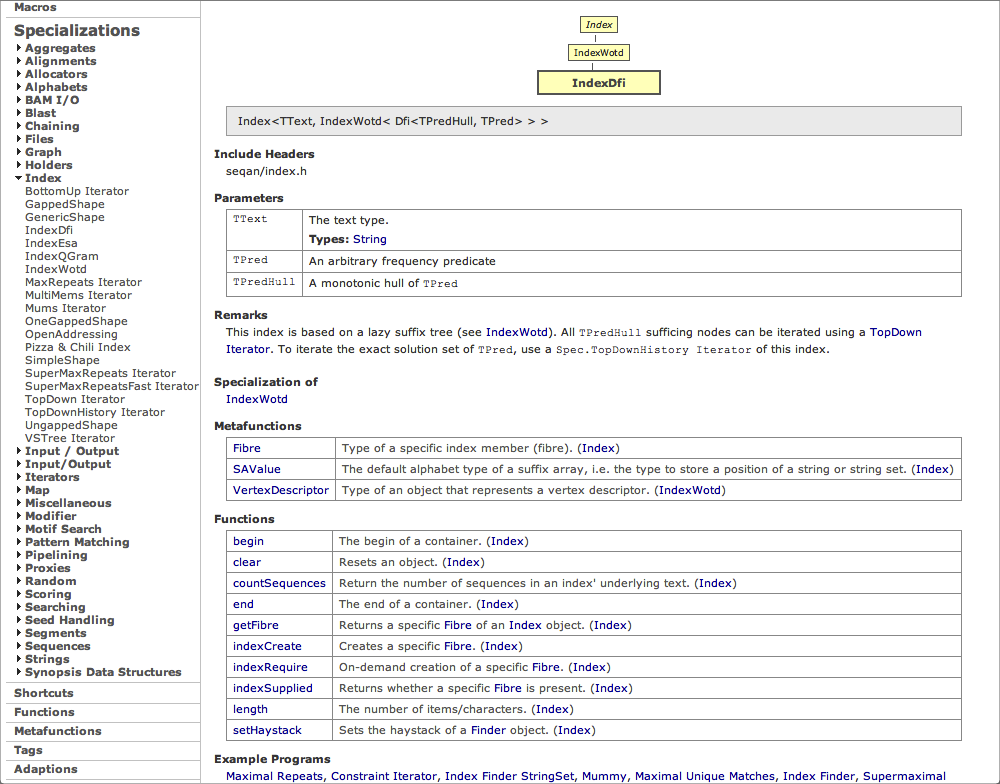 Macros
Specializations
Aggregates
Alignments
Allocators
Alphabets
BAM I/O
Blast
Chaining
Files
Graph
Holders
Index
BottomUp Iterator
GappedShape
GenericShape
IndexDfi
IndexEsa
IndexQGram
IndexWotd
MaxRepeats Iterator
MultiMems Iterator
Mums Iterator
OneGappedShape
OpenAddressing
Pizza & Chili Index
SimpleShape
SuperMaxRepeats Iterator
SuperMaxRepeatsFast Iterator
TopDown Iterator
TopDownHistory Iterator
UngappedShape
VSTree Iterator
Input / Output
Input/Output
Iterators
Map
Miscellaneous
Modifier
Motif Search
Pattern Matching
Pipelining
Proxies
Random
Scoring
Searching
Seed Handling
Segments
Sequences
Strings
Synopsis Data Structures
Shortcuts
Functions
Metafunctions
Tags
Adaptions
Index
IndexWotd
IndexDfi
Index<TText, IndexWotd< Dfi<TPredHull, TPred> > >
Include Headers
seqan/index.h
Parameters
TText The text type.
Types: String
TPred An arbitrary frequency predicate
TPredHull A monotonic hull of TPred
Remarks
This index is based on a lazy suffix tree (see IndexWotd). All TPredHull sufficing nodes can be iterated using a TopDown
Iterator. To iterate the exact solution set of TPred, use a Spec.TopDownHistory Iterator of this index.
Specialization of
IndexWotd
Metafunctions
Fibre Type of a specific index member (fibre). (Index)
SAValue The default alphabet type of a suffix array, i.e. the type to store a position of a string or string set. (Index)
VertexDescriptor Type of an object that represents a vertex descriptor. (IndexWotd)
Functions
begin The begin of a container. (Index)
clear Resets an object. (Index)
countSequences Return the number of sequences in an index' underlying text. (Index)
end The end of a container. (Index)
getFibre Returns a specific Fibre of an Index object. (Index)
indexCreate Creates a specific Fibre. (Index)
indexRequire On-demand creation of a specific Fibre. (Index)
indexSupplied Returns whether a specific Fibre is present. (Index)
length The number of items/characters. (Index)
setHaystack Sets the haystack of a Finder object. (Index)
Example Programs
Maximal Repeats, Constraint Iterator, Index Finder StringSet, Mummy, Maximal Unique Matches, Index Finder, Supermaximal